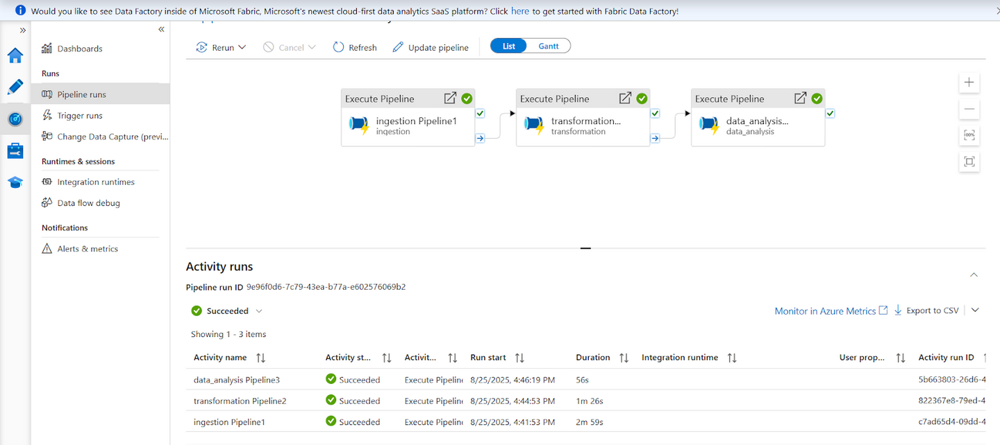 Would you like to see Data Factory inside of Microsoft Fabric, Microsoft's newest cloud-first data analytics SaaS platform? Click here to get started with Fabric Data Factory!
Dashboards
Runs
Pipeline runs
Trigger runs
Change Data Capture (previ...
Runtimes & sessions
Integration runtimes
Data flow debug
Notifications
Alerts & metrics
Rerun
Cancel
Refresh
Update pipeline
List
Gantt
Execute Pipeline
ingestion Pipeline1
ingestion
Execute Pipeline
transformation...
transformation
Execute Pipeline
data_analysis...
data_analysis
100%
Activity runs
Pipeline run ID 9e96f0d6-7c79-43ea-b77a-e602576069b2
Succeeded
Monitor in Azure Metrics
Export to CSV
Showing 1 - 3 items
Activity name Activity st... Activit... Run start Duration Integration runtime User prop... Activity run ID
data_analysis Pipeline3 Succeeded Execute Pipeline 8/25/2025, 4:46:19 PM 56s 5b663803-26d6-4
transformation Pipeline2 Succeeded Execute Pipeline 8/25/2025, 4:44:53 PM 1m 26s 822367e8-79ed-4
ingestion Pipeline1 Succeeded Execute Pipeline 8/25/2025, 4:41:53 PM 2m 59s c7ad65d4-09dd-4